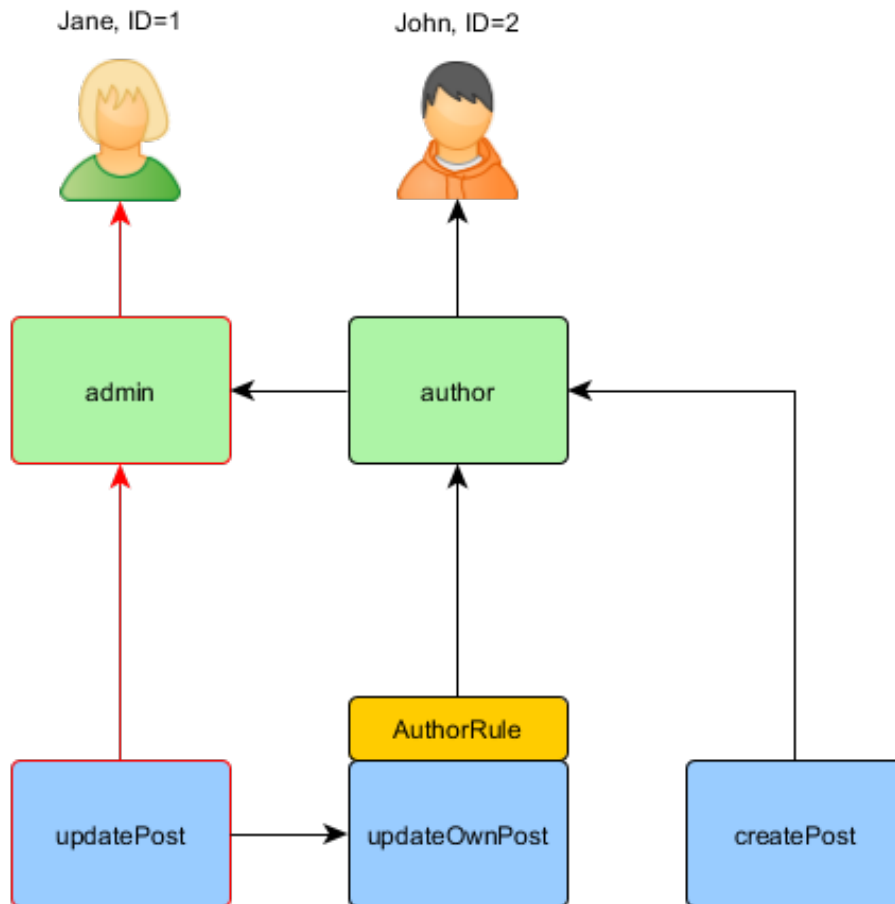 Jane, ID=1
John, ID=2
admin
author
AuthorRule
updatePost
updateOwnPost
createPost